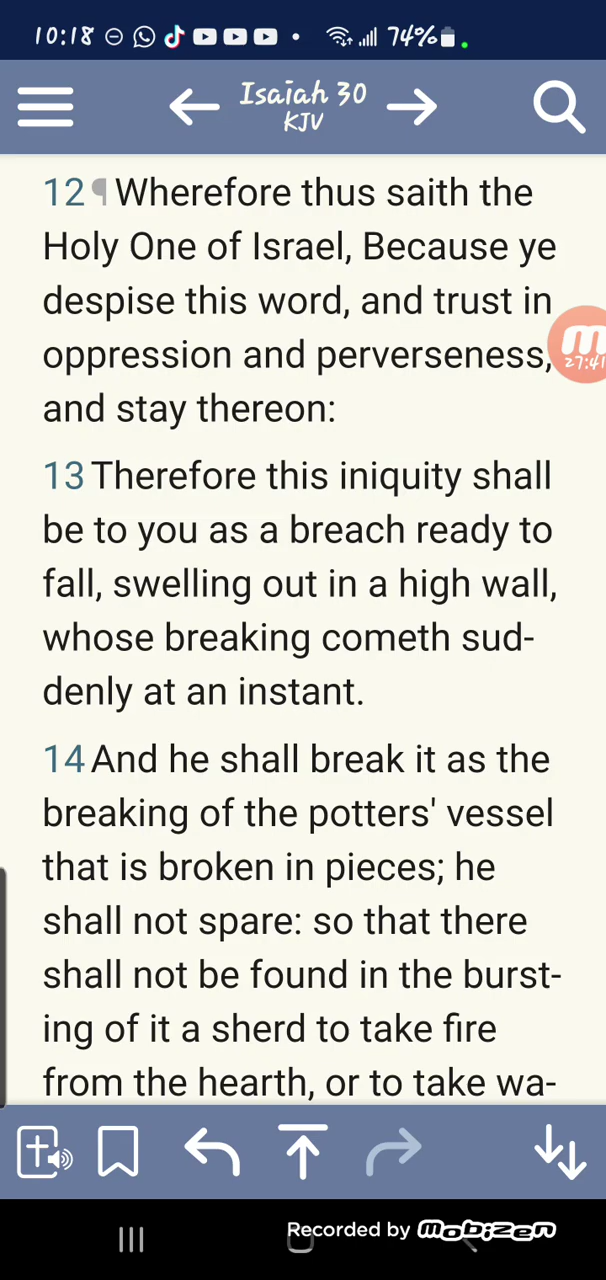 10:18 74%
Isaiah 30
KJV
12 ¶ Wherefore thus saith the
Holy One of Israel, Because ye
despise this word, and trust in
oppression and perverseness,
27:41
and stay thereon:
13 Therefore this iniquity shall
be to you as a breach ready to
fall, swelling out in a high wall,
whose breaking cometh sud-
denly at an instant.
14 And he shall break it as the
breaking of the potters' vessel
that is broken in pieces; he
shall not spare: so that there
shall not be found in the burst-
ing of it a sherd to take fire
from the hearth, or to take wa-
Recorded by Mobizen